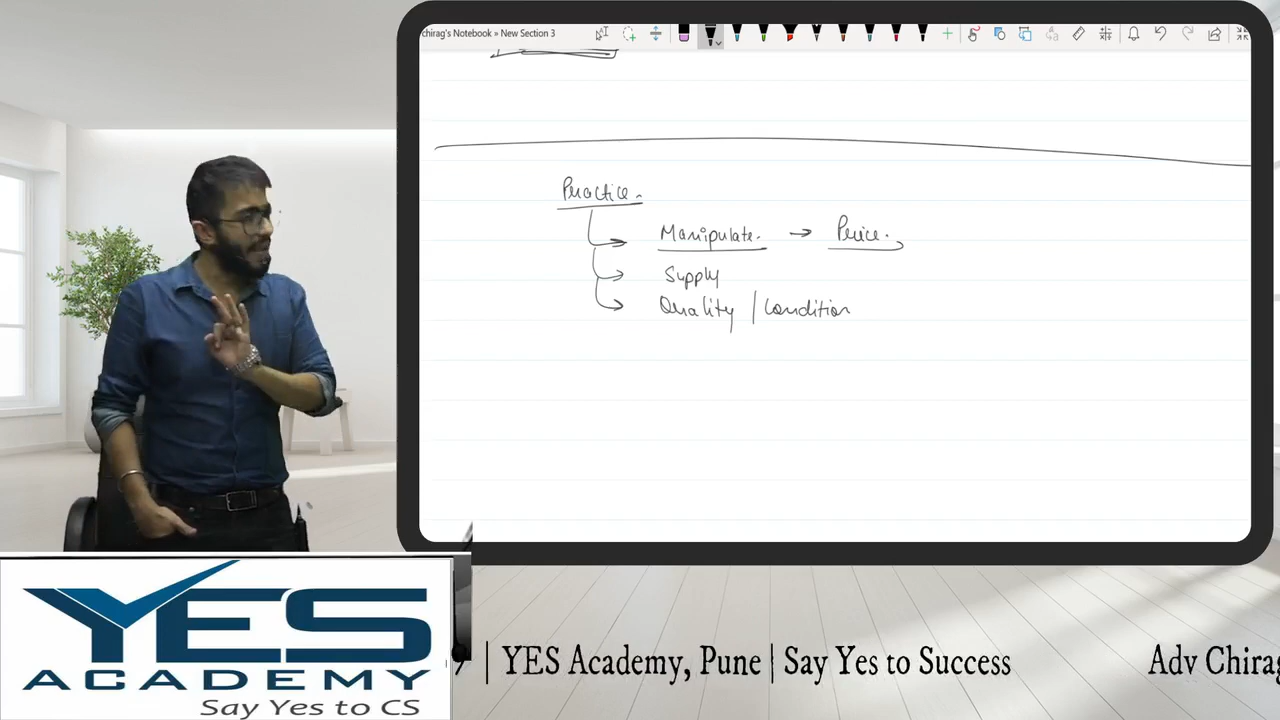 chirag's Notebook » New Section 3
Practice.
Manipulate. → Price.
Supply
Quality / Condition
YES
ACADEMY
Say Yes to CS
| YES Academy, Pune | Say Yes to Success
Adv Chirag